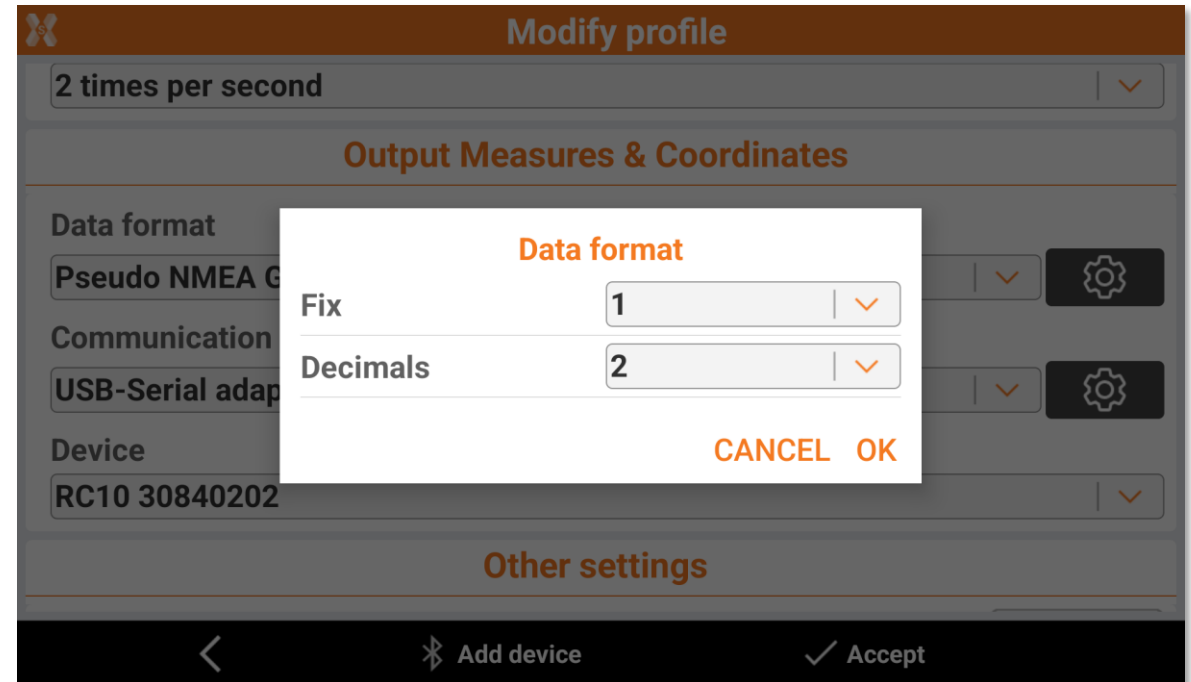 Modify profile
2 times per second
Output Measures & Coordinates
Data format
Pseudo NMEA
Communication
USB-Serial
Device
RC10 30840202
Data format
Fix 1
Decimals 2
CANCEL OK
Other settings
Add device
Accept